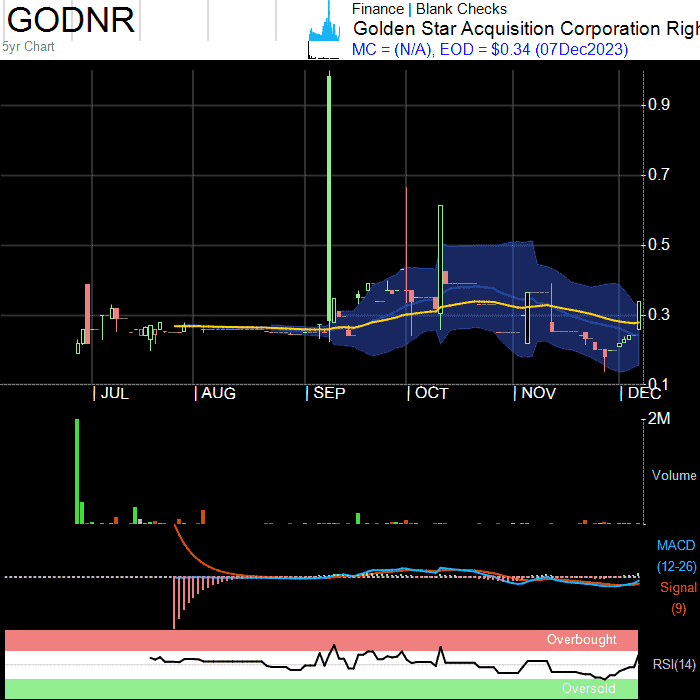 GODNR
5yr Chart
Finance | Blank Checks
Golden Star Acquisition Corporation Righ
MC = (N/A), EOD = $0.34 (07Dec2023)
0.9
0.7
0.5
0.3
0.1
JUL AUG SEP OCT NOV DEC
2M
Volume
MACD
(12-26)
Signal
(9)
Overbought
RSI(14)
Oversold